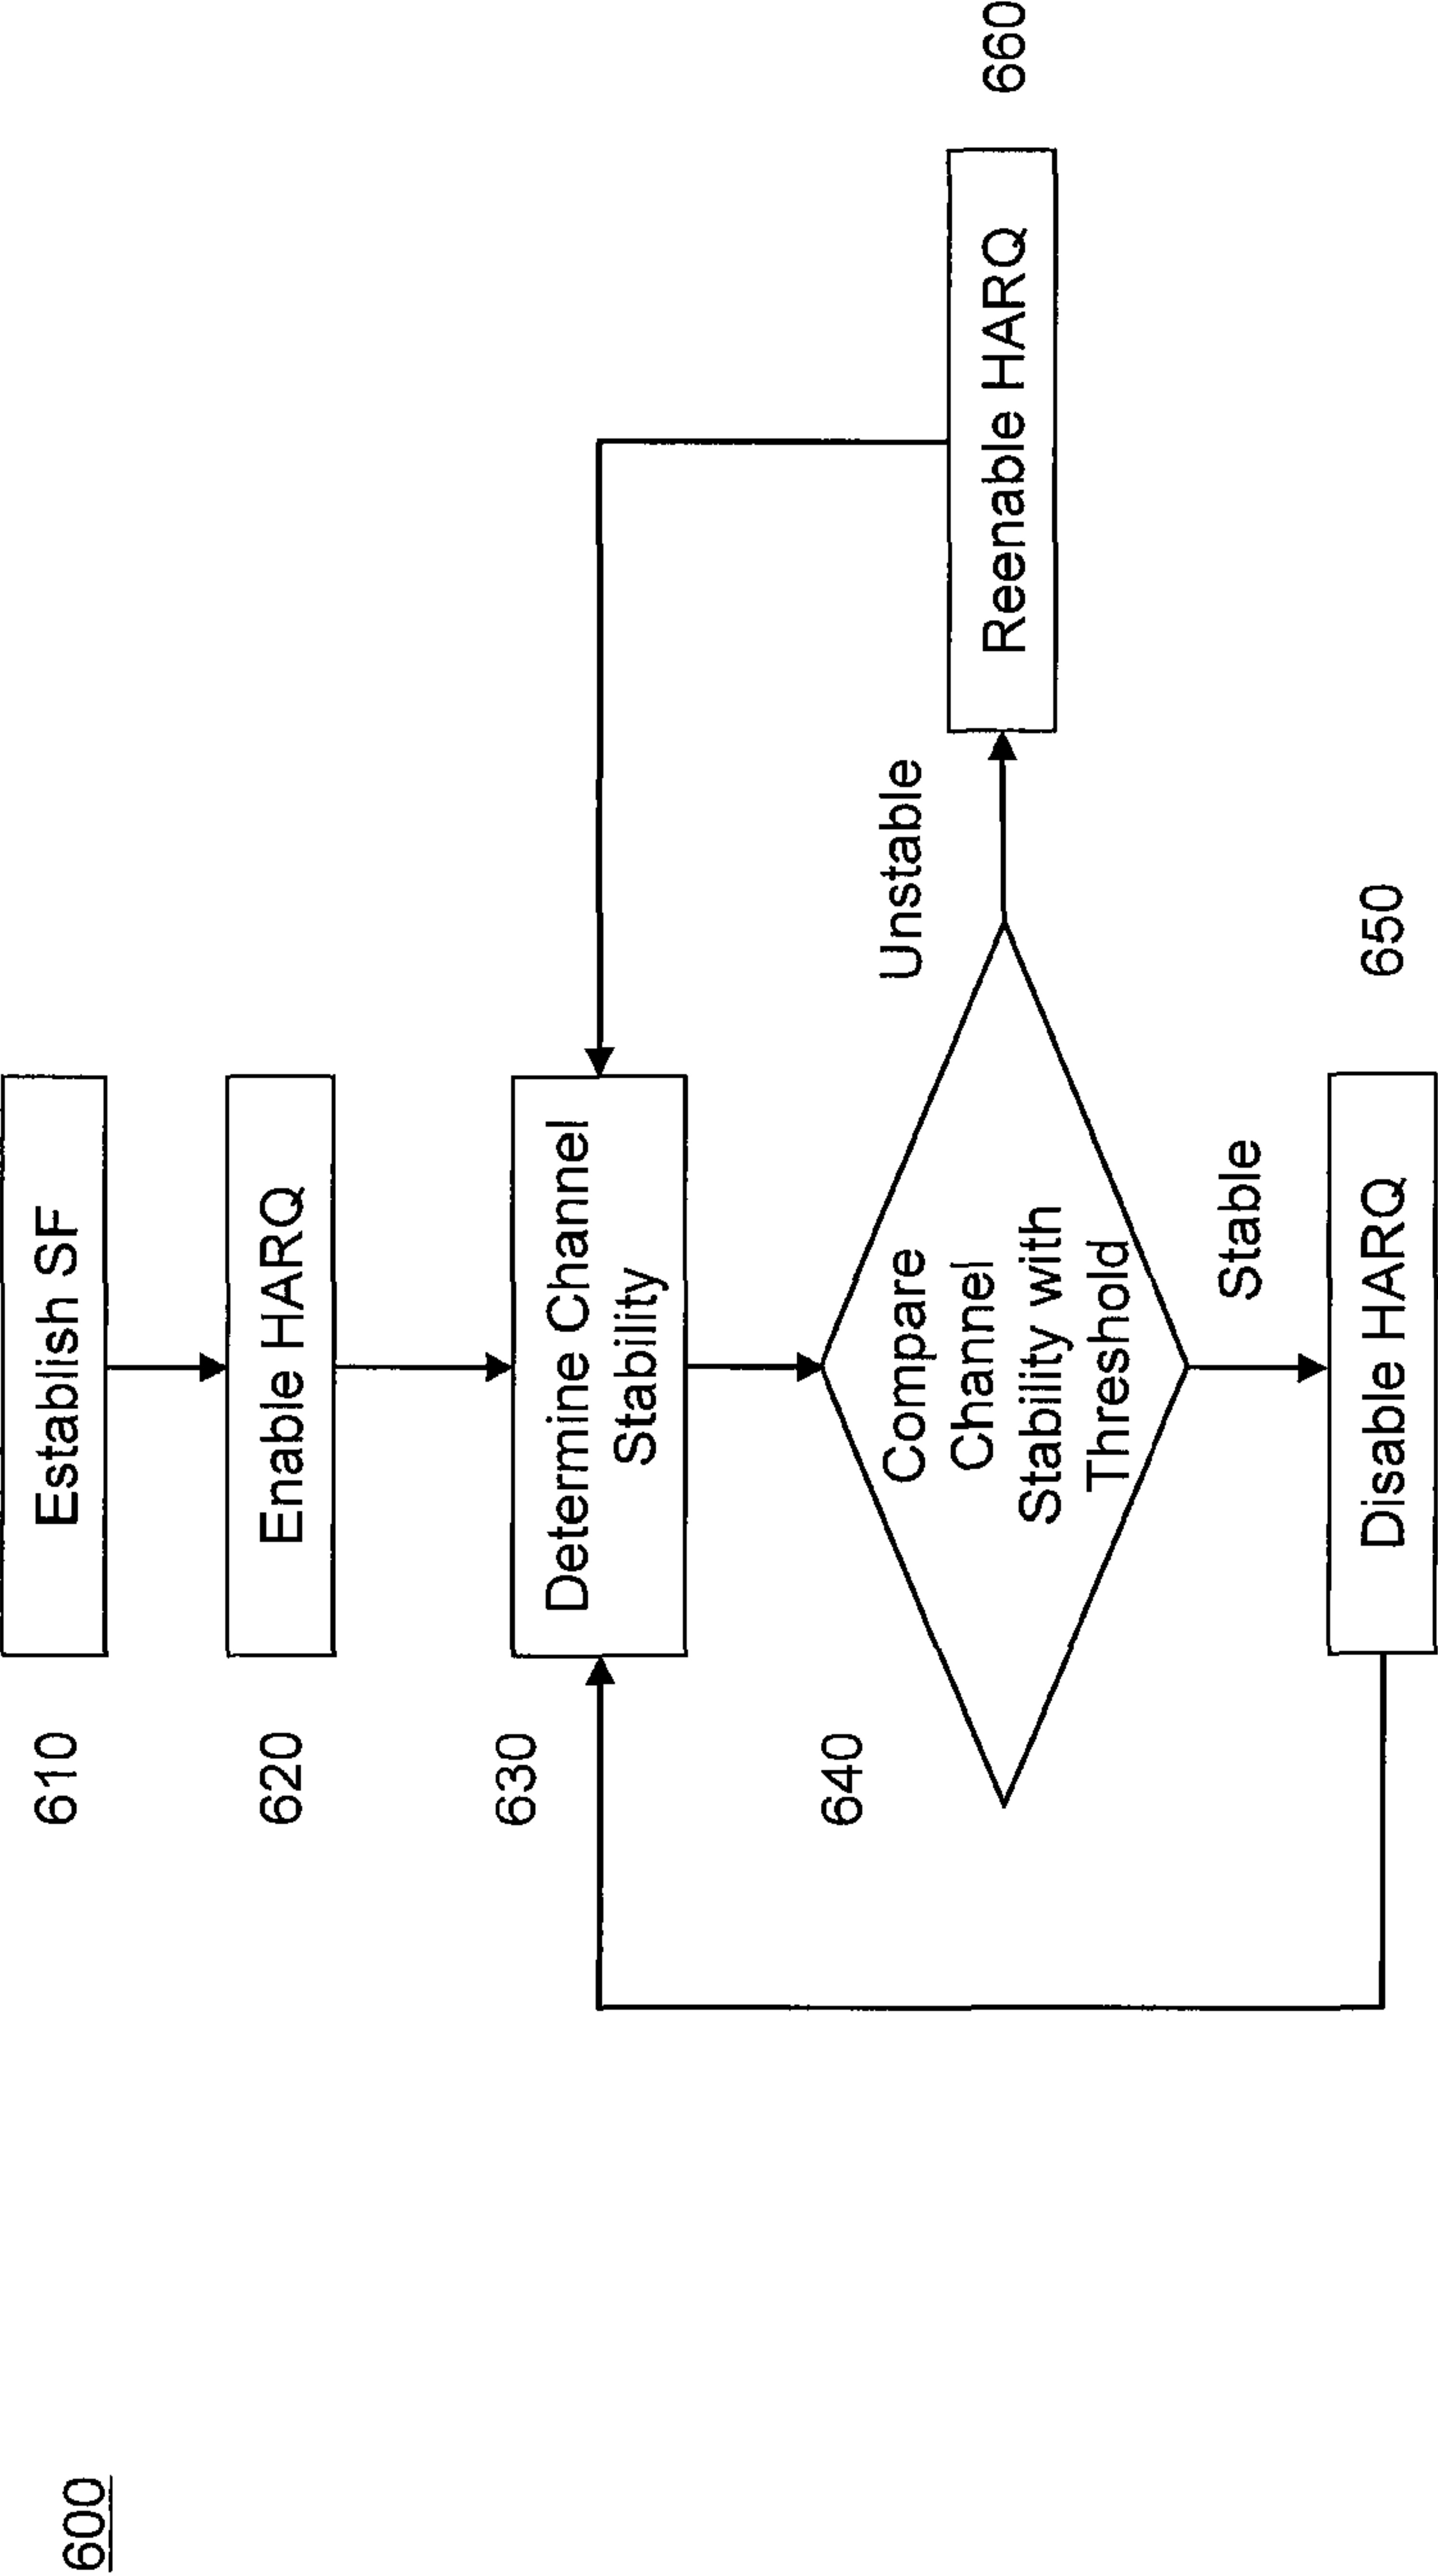 600
610
Establish SF
620
Enable HARQ
630
Determine Channel
Stability
640
Compare
Channel
Stability with
Threshold
Unstable
Reenable HARQ
660
Stable
Disable HARQ
650